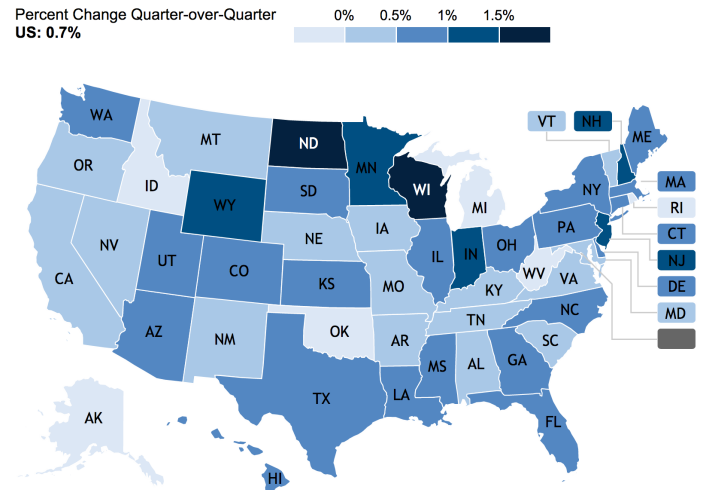 Percent Change Quarter-over-Quarter
US: 0.7%
0% 0.5% 1% 1.5%
WA
MT
ND
MN
VT NH
ME
OR
ID
WY
SD
WI
MI
NY
MA
RI
CT
NJ
DE
MD
NV
UT
CO
NE
IA
IL
IN
OH
PA
CA
KS
MO
KY
WV
VA
AZ
NM
OK
AR
TN
NC
SC
TX
LA
MS
AL
GA
FL
AK
HI